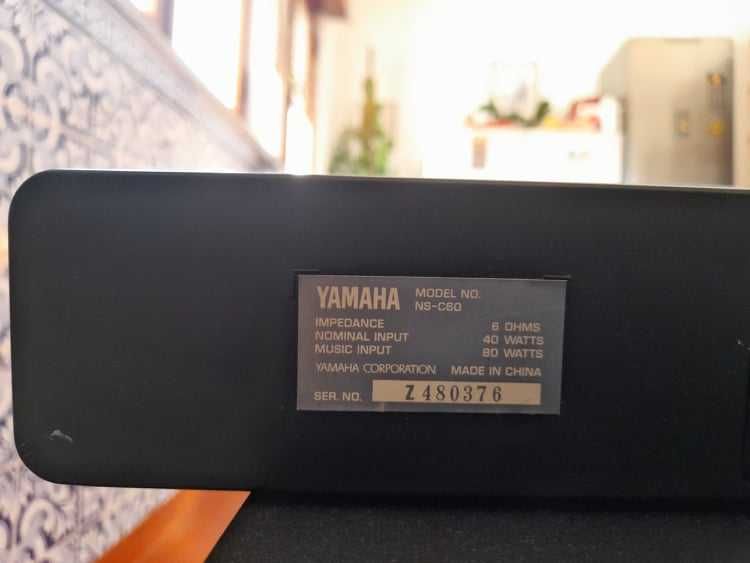 YAMAHA MODEL NO.
NS-C60
IMPEDANCE 6 OHMS
NOMINAL INPUT 40 WATTS
MUSIC INPUT 80 WATTS
YAMAHA CORPORATION MADE IN CHINA
SER. NO. Z 480376